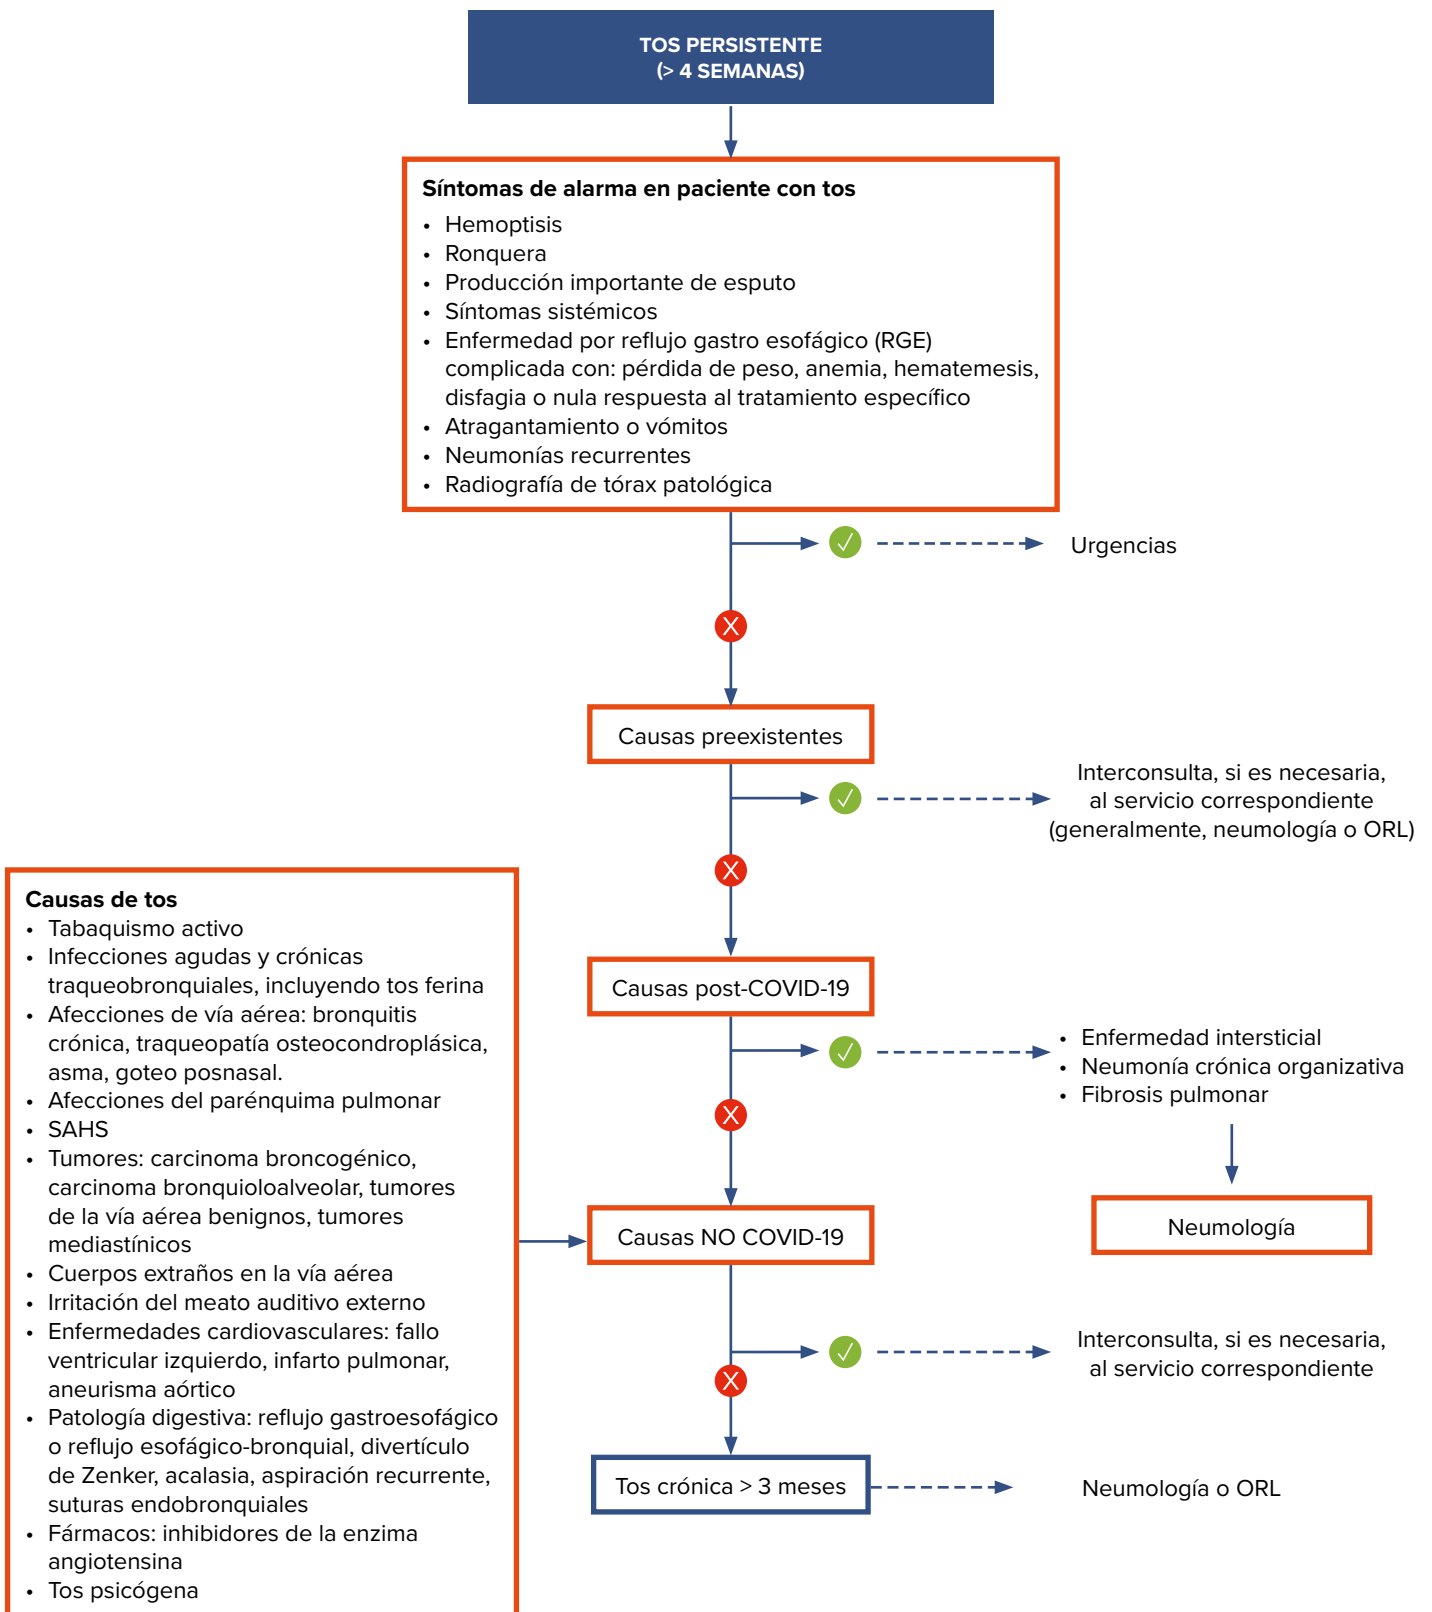 TOS PERSISTENTE
(> 4 SEMANAS)
Síntomas de alarma en paciente con tos
• Hemoptisis
• Ronquera
• Producción importante de esputo
• Síntomas sistémicos
• Enfermedad por reflujo gastro esofágico (RGE)
complicada con: pérdida de peso, anemia, hematemesis,
disfagia o nula respuesta al tratamiento específico
• Atragantamiento o vómitos
• Neumonías recurrentes
• Radiografía de tórax patológica
Urgencias
X
Causas preexistentes
Interconsulta, si es necesaria,
al servicio correspondiente
(generalmente, neumología o ORL)
X
Causas post-COVID-19
• Enfermedad intersticial
• Neumonía crónica organizativa
• Fibrosis pulmonar
Neumología
X
Causas de tos
• Tabaquismo activo
• Infecciones agudas y crónicas
traqueobronquiales, incluyendo tos ferina
• Afecciones de vía aérea: bronquitis
crónica, traqueopatía osteocondroplásica,
asma, goteo posnasal.
• Afecciones del parénquima pulmonar
• SAHS
• Tumores: carcinoma broncogénico,
carcinoma bronquioloalveolar, tumores
de la vía aérea benignos, tumores
mediastínicos
• Cuerpos extraños en la vía aérea
• Irritación del meato auditivo externo
• Enfermedades cardiovasculares: fallo
ventricular izquierdo, infarto pulmonar,
aneurisma aórtico
• Patología digestiva: reflujo gastroesofágico
o reflujo esofágico-bronquial, divertículo
de Zenker, acalasia, aspiración recurrente,
suturas endobronquiales
• Fármacos: inhibidores de la enzima
angiotensina
• Tos psicógena
Causas NO COVID-19
Interconsulta, si es necesaria,
al servicio correspondiente
X
Tos crónica > 3 meses
Neumología o ORL